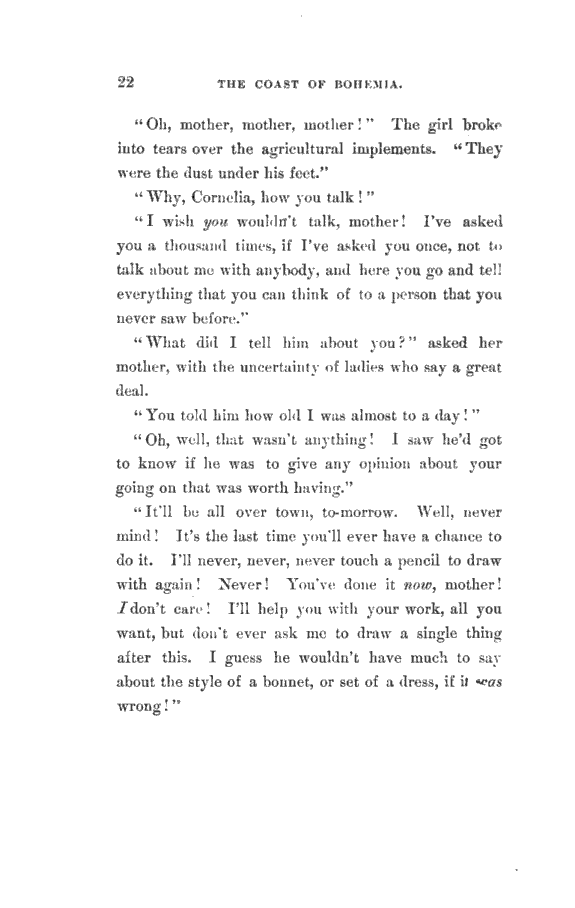 22 THE COAST OF BOHEMIA.
“Oh, mother, mother, mother!” The girl broke
into tears over the agricultural implements. “They
were the dust under his feet.”
“Why, Cornelia, how you talk!”
“I wish you wouldn't talk, mother! I've asked
you a thousand times, if I've asked you once, not to
talk about me with anybody, and here you go and tell
everything that you can think of to a person that you
never saw before.”
“What did I tell him about you?” asked her
mother, with the uncertainty of ladies who say a great
deal.
“You told him how old I was almost to a day!”
“Oh, well, that wasn't anything! I saw he'd got
to know if he was to give any opinion about your
going on that was worth having.”
“It'll be all over town, to-morrow. Well, never
mind! It's the last time you'll ever have a chance to
do it. I'll never, never, never touch a pencil to draw
with again! Never! You've done it now, mother!
I don't care! I'll help you with your work, all you
want, but don't ever ask me to draw a single thing
after this. I guess he wouldn't have much to say
about the style of a bonnet, or set of a dress, if it was
wrong!”